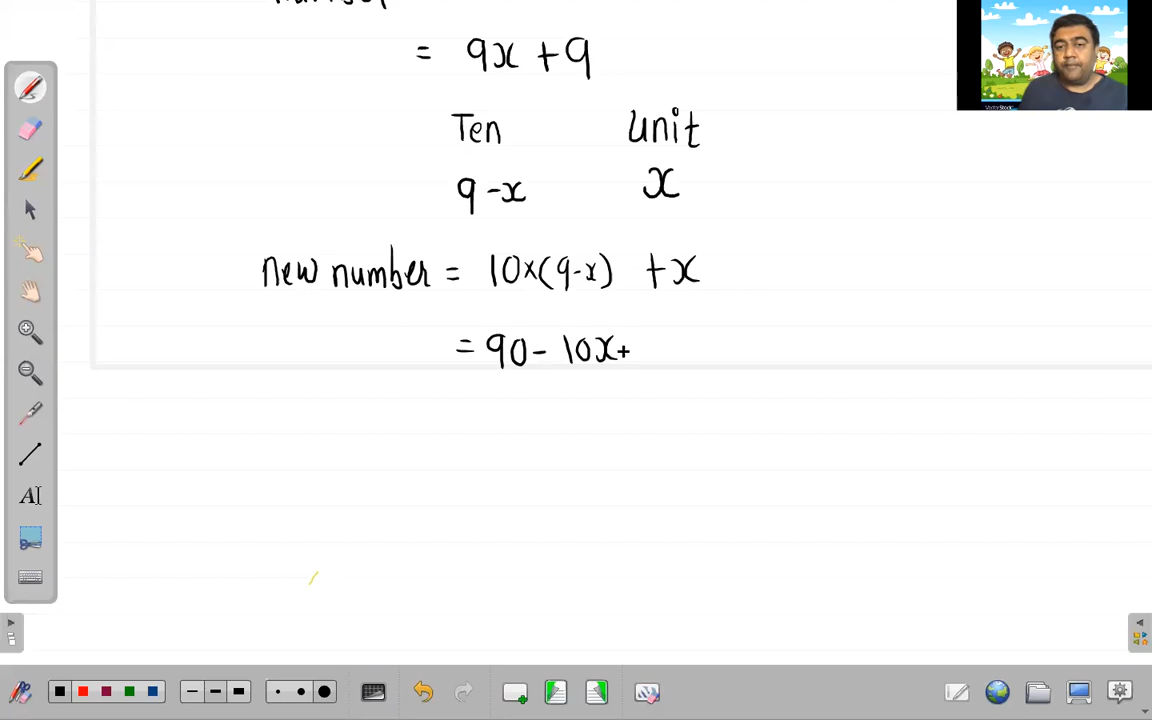 = 9x + 9
Ten Unit
9 - x x
new number = 10×(9-x) + x
= 90 - 10x+